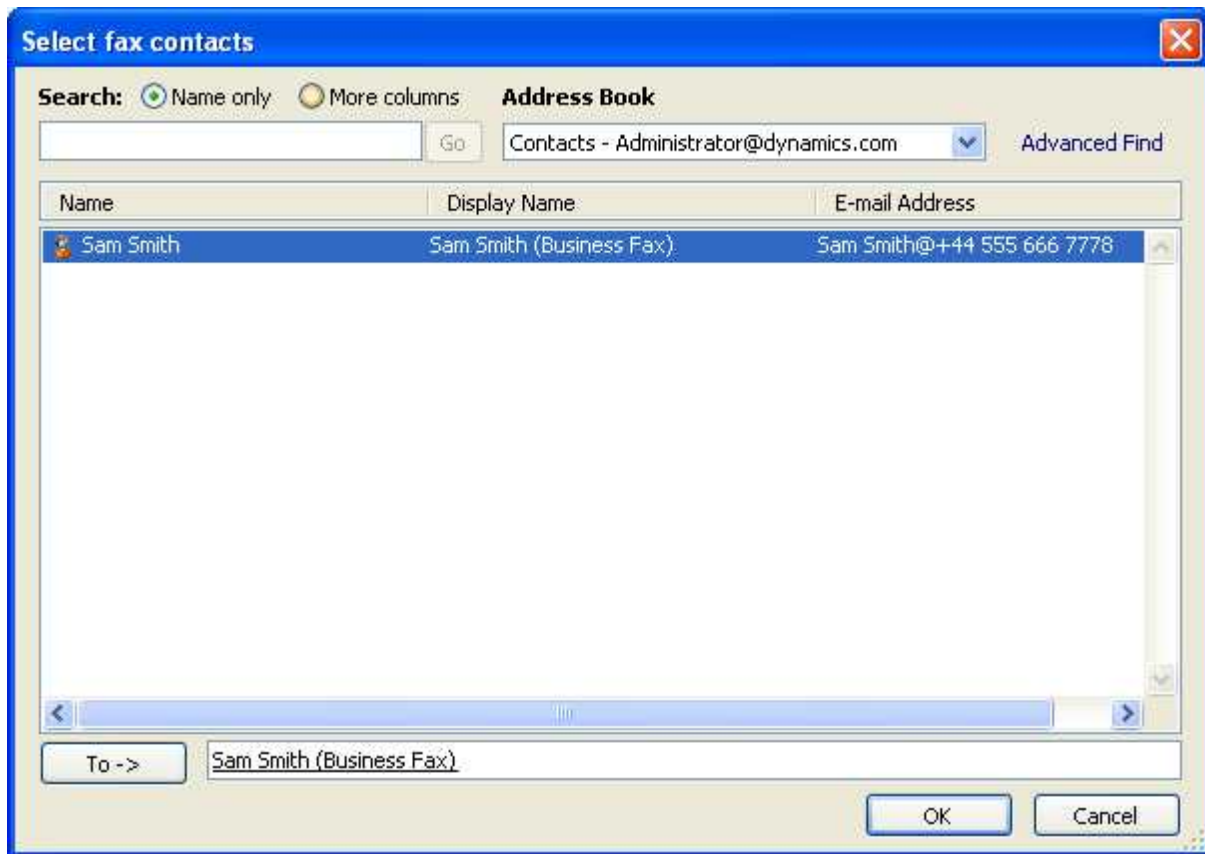 Select fax contacts
Search: Name only More columns Address Book
Go Contacts - Administrator@dynamics.com Advanced Find
Name Display Name E-mail Address
Sam Smith Sam Smith (Business Fax) Sam Smith@+44 555 666 7778
To -> Sam Smith (Business Fax)
OK Cancel